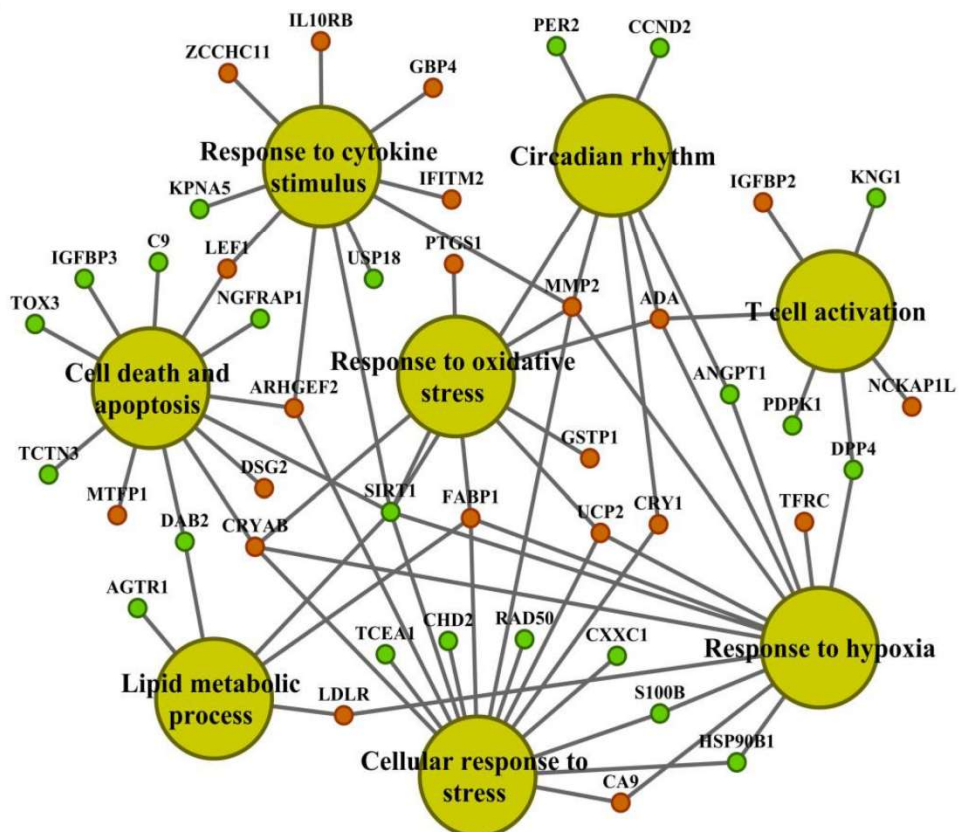 IL10RB
PER2
CCND2
ZCCHC11
GBP4
Response to cytokine
stimulus
Circadian rhythm
KPNA5
IFITM2
IGFBP2
KNG1
C9
LEF1
USP18
PTGS1
IGFBP3
NGFRAP1
MMP2
ADA
TOX3
T cell activation
Cell death and
apoptosis
Response to oxidative
stress
ARHGEF2
ANGPT1
NCKAP1L
PDPK1
TCTN3
DSG2
GSTP1
DPP4
MTFP1
SIRT1
FABP1
DAB2
CRYAB
UCP2
CRY1
TFRC
AGTR1
TCEA1
CHD2
RAD50
CXXC1
Response to hypoxia
Lipid metabolic
process
LDLR
S100B
HSP90B1
Cellular response to
stress
CA9